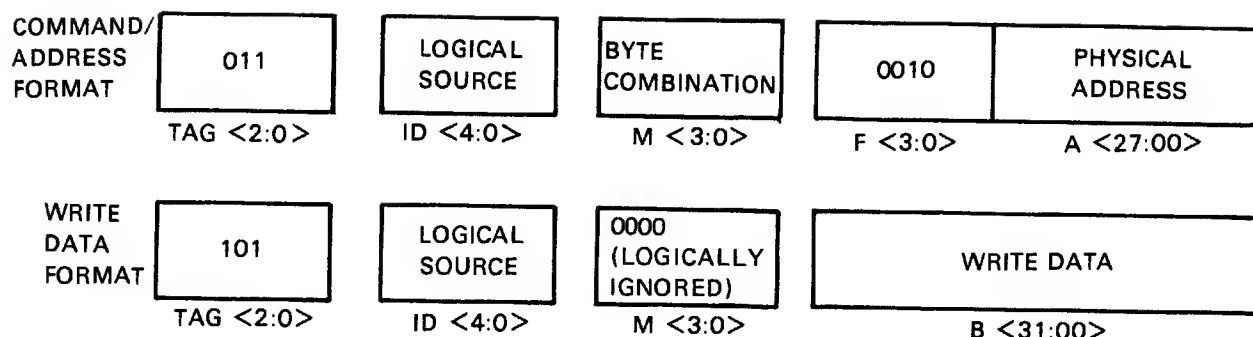 COMMAND/
ADDRESS
FORMAT
011
LOGICAL
SOURCE
BYTE
COMBINATION
0010
PHYSICAL
ADDRESS
TAG <2:0>
ID <4:0>
M <3:0>
F <3:0>
A <27:00>
WRITE
DATA
FORMAT
101
LOGICAL
SOURCE
0000
(LOGICALLY
IGNORED)
WRITE DATA
TAG <2:0>
ID <4:0>
M <3:0>
B <31:00>